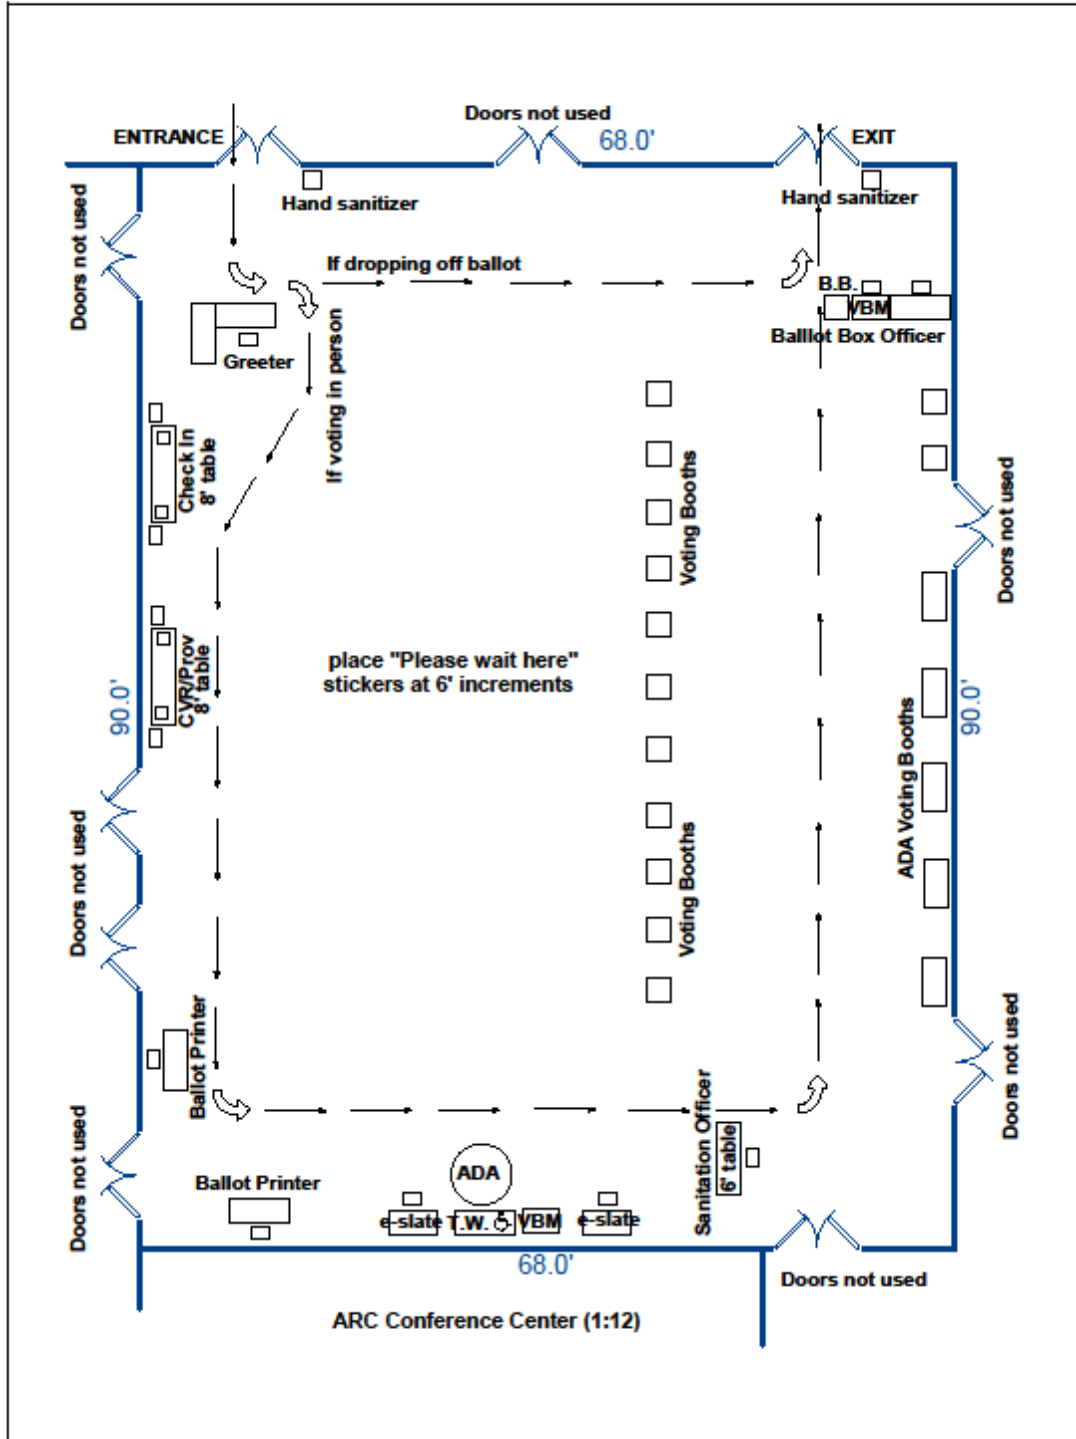 Doors not used
ENTRANCE
68.0'
EXIT
Hand sanitizer
Hand sanitizer
Doors not used
If dropping off ballot
B.B.
VBM
Balllot Box Officer
Greeter
If voting in person
Check In
8' table
Voting Booths
Doors not used
CVR/Prov
8' table
place "Please wait here"
stickers at 6' increments
90.0'
90.0'
ADA Voting Booths
Doors not used
Voting Booths
Ballot Printer
Doors not used
Doors not used
Sanitation Officer
6' table
ADA
Ballot Printer
e-slate
T.W.
VBM
e-slate
68.0'
Doors not used
ARC Conference Center (1:12)